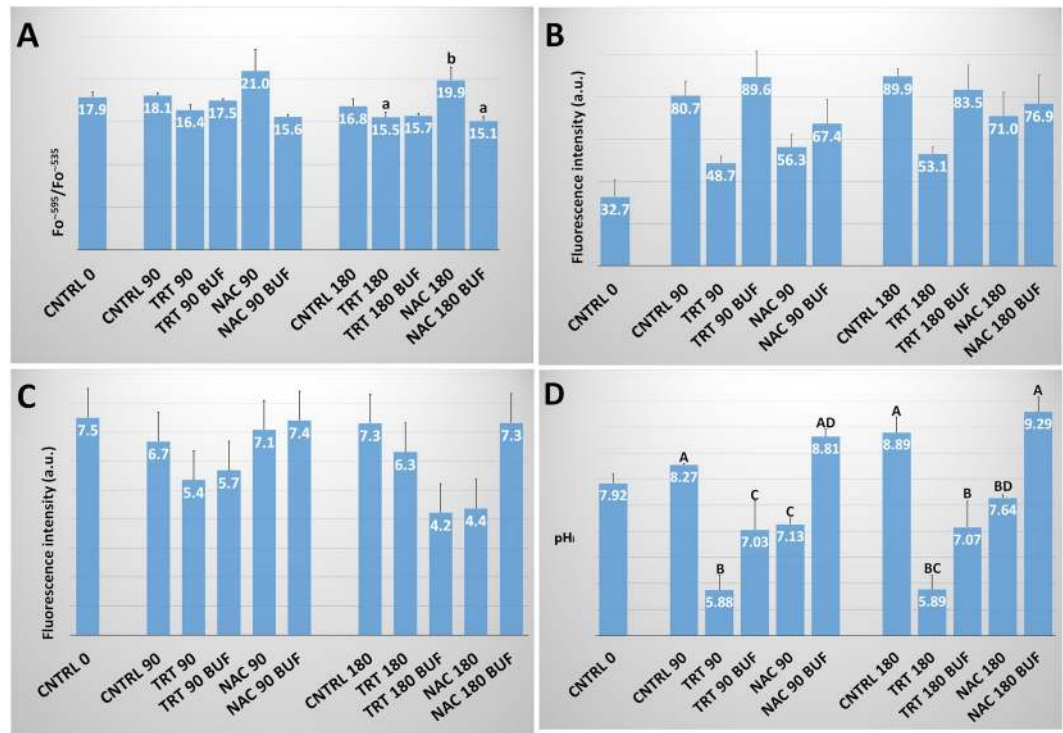 A
Fo~595/Fo~535
17.9
18.1
16.4
17.5
21.0
15.6
16.8
15.5
15.7
19.9
15.1
a
b
a
CNTRL 0
CNTRL 90
TRT 90
TRT 90 BUF
NAC 90
NAC 90 BUF
CNTRL 180
TRT 180
TRT 180 BUF
NAC 180
NAC 180 BUF
B
Fluorescence intensity (a.u.)
32.7
80.7
48.7
89.6
56.3
67.4
89.9
53.1
83.5
71.0
76.9
CNTRL 0
CNTRL 90
TRT 90
TRT 90 BUF
NAC 90
NAC 90 BUF
CNTRL 180
TRT 180
TRT 180 BUF
NAC 180
NAC 180 BUF
C
Fluorescence intensity (a.u.)
7.5
6.7
5.4
5.7
7.1
7.4
7.3
6.3
4.2
4.4
7.3
CNTRL 0
CNTRL 90
TRT 90
TRT 90 BUF
NAC 90
NAC 90 BUF
CNTRL 180
TRT 180
TRT 180 BUF
NAC 180
NAC 180 BUF
D
7.92
A
8.27
B
5.88
C
7.03
C
7.13
AD
8.81
A
8.89
BC
5.89
B
7.07
BD
7.64
A
9.29
CNTRL 0
CNTRL 90
TRT 90
TRT 90 BUF
NAC 90
NAC 90 BUF
CNTRL 180
TRT 180
TRT 180 BUF
NAC 180
NAC 180 BUF